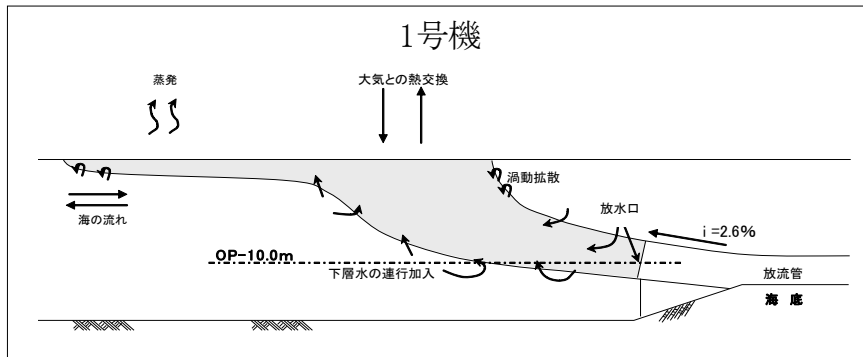 1号機
蒸発
大気との熱交換
渦動拡散
放水口
海の流れ
i =2.6%
OP-10.0m
下層水の連行加入
放流管
海 底